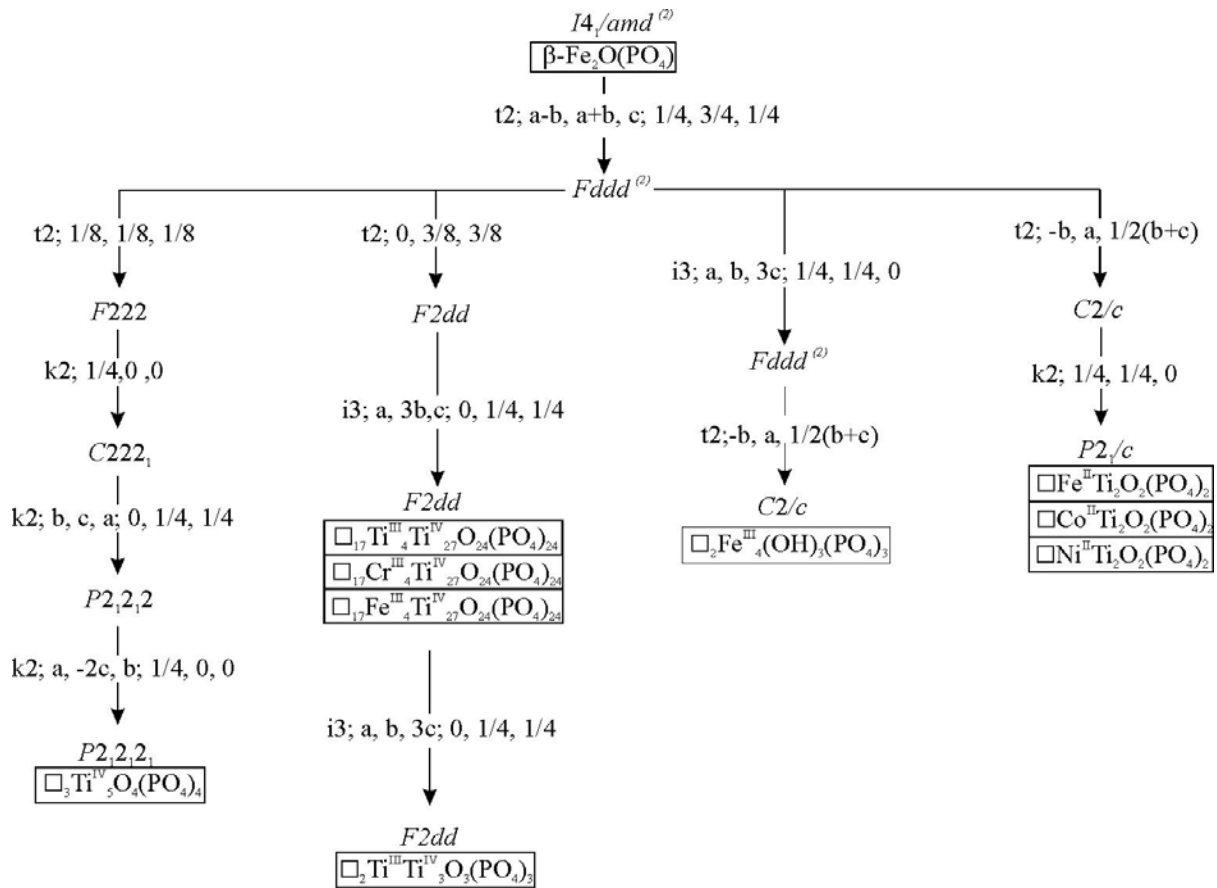 I4₁/amd ⁽²⁾
β-Fe₂O(PO₄)
t2; a-b, a+b, c; 1/4, 3/4, 1/4
Fddd ⁽²⁾
t2; 1/8, 1/8, 1/8
F222
k2; 1/4,0 ,0
C222₁
k2; b, c, a; 0, 1/4, 1/4
P2₁2₁2
k2; a, -2c, b; 1/4, 0, 0
P2₁2₁2₁
□₃Ti^IV₅O₄(PO₄)₄
t2; 0, 3/8, 3/8
F2dd
i3; a, 3b,c; 0, 1/4, 1/4
F2dd
□₁₇Ti^III₄Ti^IV₂₇O₂₄(PO₄)₂₄
□₁₇Cr^III₄Ti^IV₂₇O₂₄(PO₄)₂₄
□₁₇Fe^III₄Ti^IV₂₇O₂₄(PO₄)₂₄
i3; a, b, 3c; 0, 1/4, 1/4
F2dd
□₂Ti^IIITi^IV₃O₃(PO₄)₃
i3; a, b, 3c; 1/4, 1/4, 0
Fddd ⁽²⁾
t2;-b, a, 1/2(b+c)
C2/c
□₂Fe^III₄(OH)₃(PO₄)₃
t2; -b, a, 1/2(b+c)
C2/c
k2; 1/4, 1/4, 0
P2₁/c
□Fe^IITi₂O₂(PO₄)₂
□Co^IITi₂O₂(PO₄)₂
□Ni^IITi₂O₂(PO₄)₂